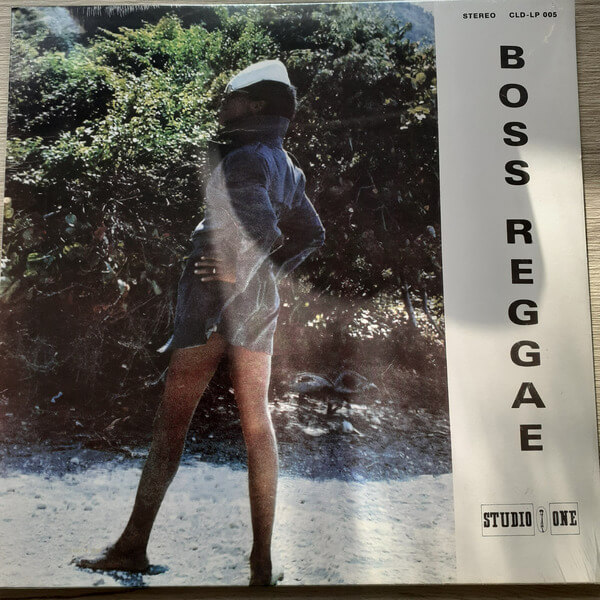 STEREO CLD-LP 005
BOSS REGGAE
STUDIO ONE